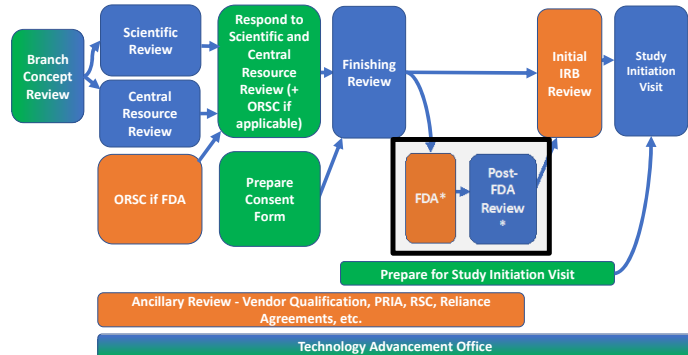 Branch
Concept
Review
Scientific
Review
Central
Resource
Review
ORSC if FDA
Respond to
Scientific and
Central
Resource
Review (+
ORSC if
applicable)
Prepare
Consent
Form
Finishing
Review
FDA*
Post-
FDA
Review
*
Initial
IRB
Review
Study
Initiation
Visit
Prepare for Study Initiation Visit
Ancillary Review - Vendor Qualification, PRIA, RSC, Reliance
Agreements, etc.
Technology Advancement Office